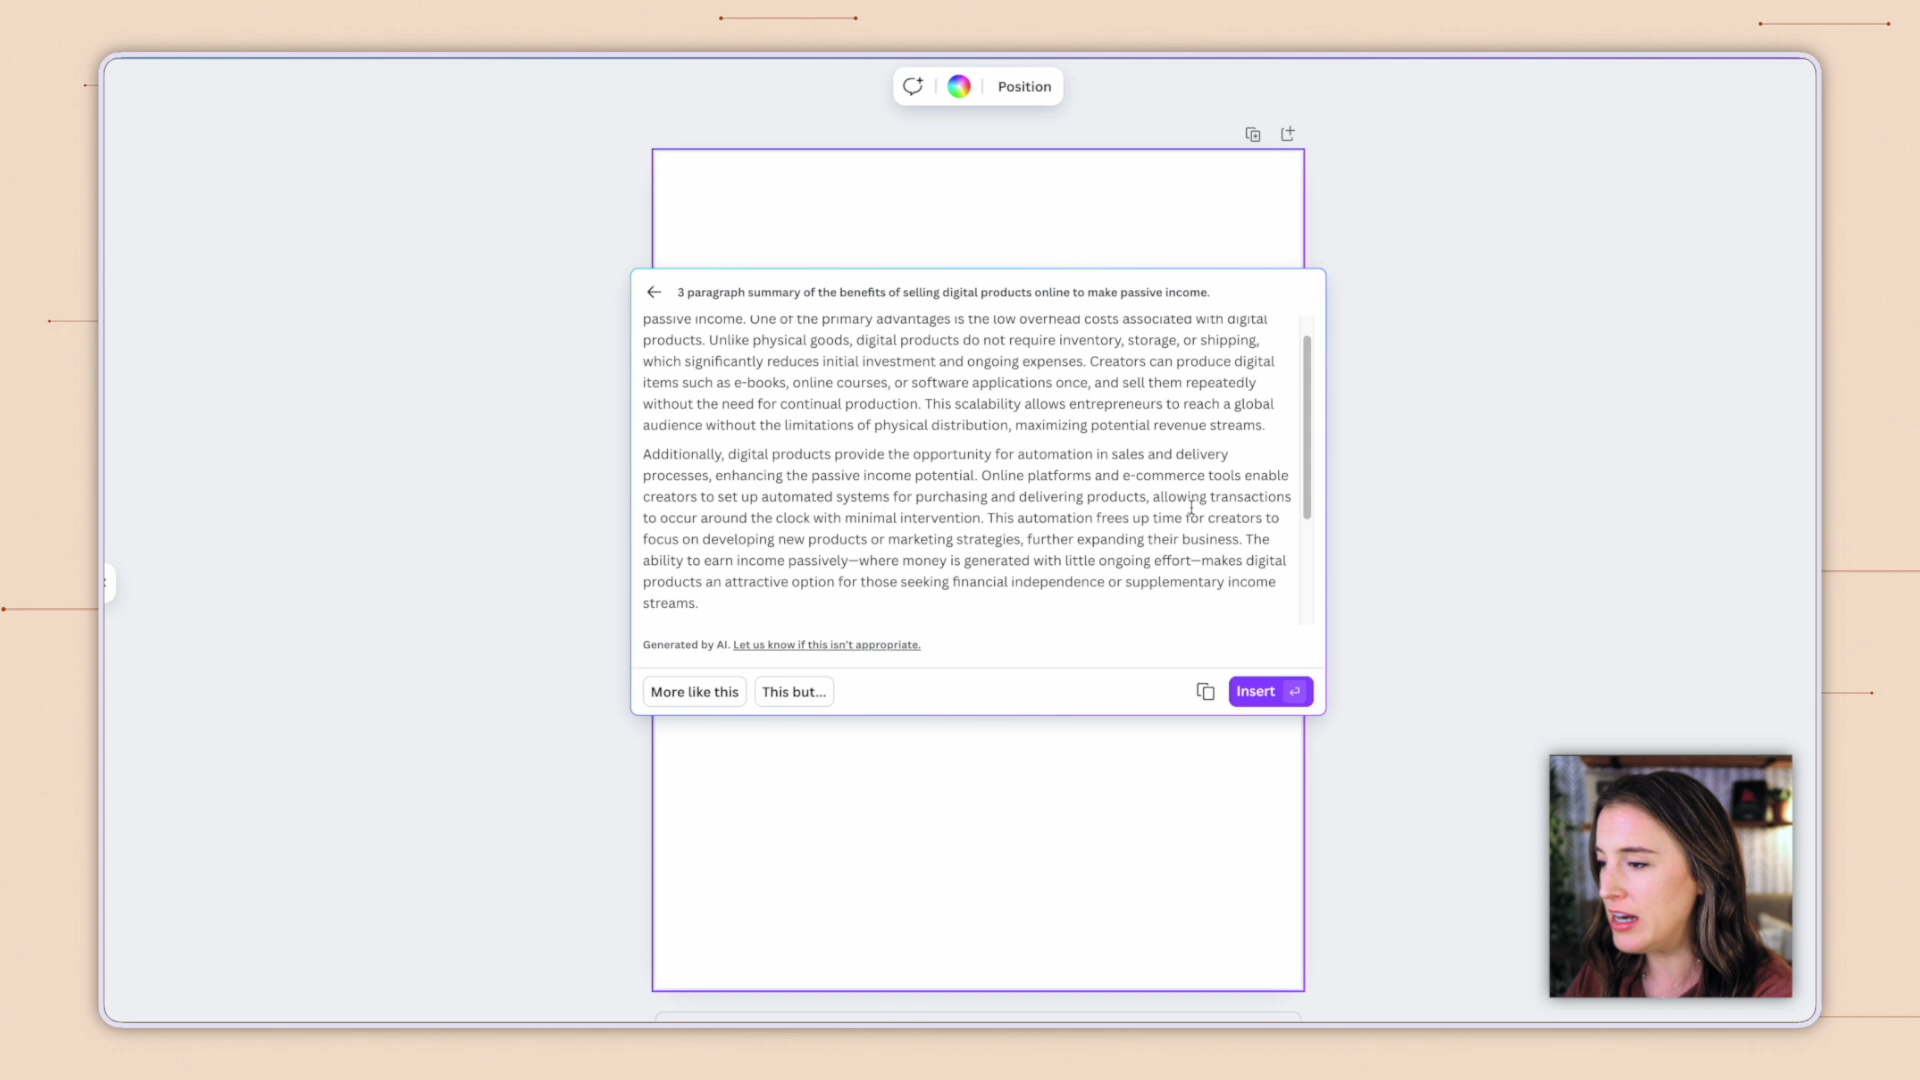 Position
3 paragraph summary of the benefits of selling digital products online to make passive income.
passive income. One of the primary advantages is the low overhead costs associated with digital
products. Unlike physical goods, digital products do not require inventory, storage, or shipping,
which significantly reduces initial investment and ongoing expenses. Creators can produce digital
items such as e-books, online courses, or software applications once, and sell them repeatedly
without the need for continual production. This scalability allows entrepreneurs to reach a global
audience without the limitations of physical distribution, maximizing potential revenue streams.
Additionally, digital products provide the opportunity for automation in sales and delivery
processes, enhancing the passive income potential. Online platforms and e-commerce tools enable
creators to set up automated systems for purchasing and delivering products, allowing transactions
to occur around the clock with minimal intervention. This automation frees up time for creators to
focus on developing new products or marketing strategies, further expanding their business. The
ability to earn income passively—where money is generated with little ongoing effort—makes digital
products an attractive option for those seeking financial independence or supplementary income
streams.
Generated by AI. Let us know if this isn't appropriate.
More like this
This but...
Insert